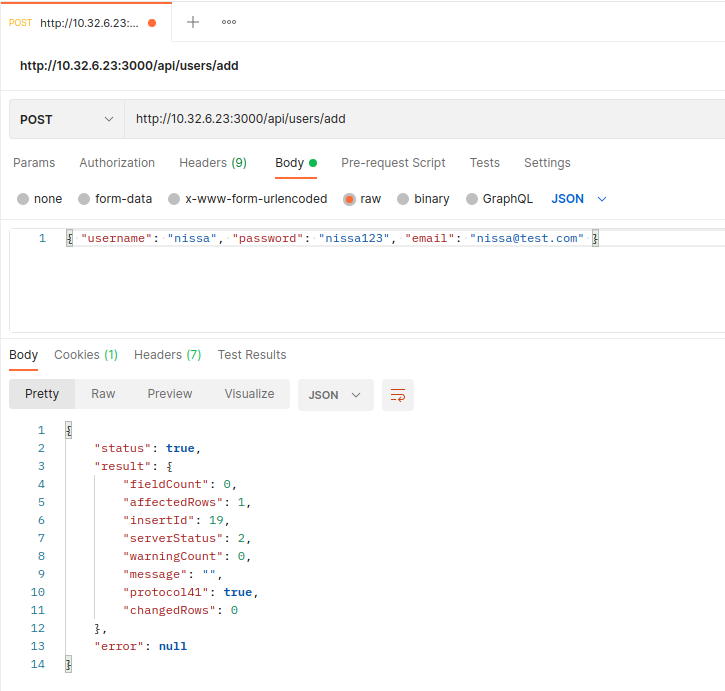 POST http://10.32.6.23:...
http://10.32.6.23:3000/api/users/add
POST http://10.32.6.23:3000/api/users/add
Params Authorization Headers (9) Body Pre-request Script Tests Settings
none form-data x-www-form-urlencoded raw binary GraphQL JSON
1 { "username": "nissa", "password": "nissa123", "email": "nissa@test.com" }
Body Cookies (1) Headers (7) Test Results
Pretty Raw Preview Visualize JSON
1 {
2 "status": true,
3 "result": {
4 "fieldCount": 0,
5 "affectedRows": 1,
6 "insertId": 19,
7 "serverStatus": 2,
8 "warningCount": 0,
9 "message": "",
10 "protocol41": true,
11 "changedRows": 0
12 },
13 "error": null
14 }